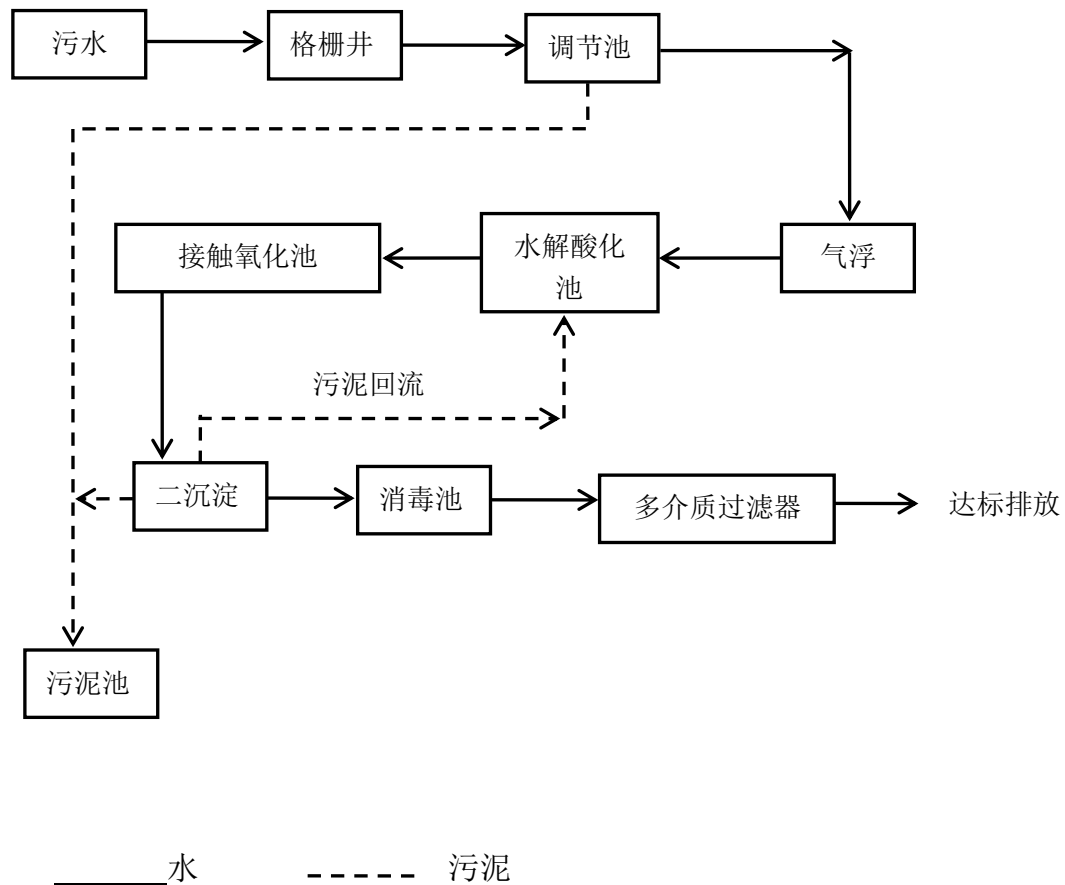 污水
格栅井
调节池
接触氧化池
水解酸化
池
气浮
污泥回流
二沉淀
消毒池
多介质过滤器
达标排放
污泥池
水
污泥